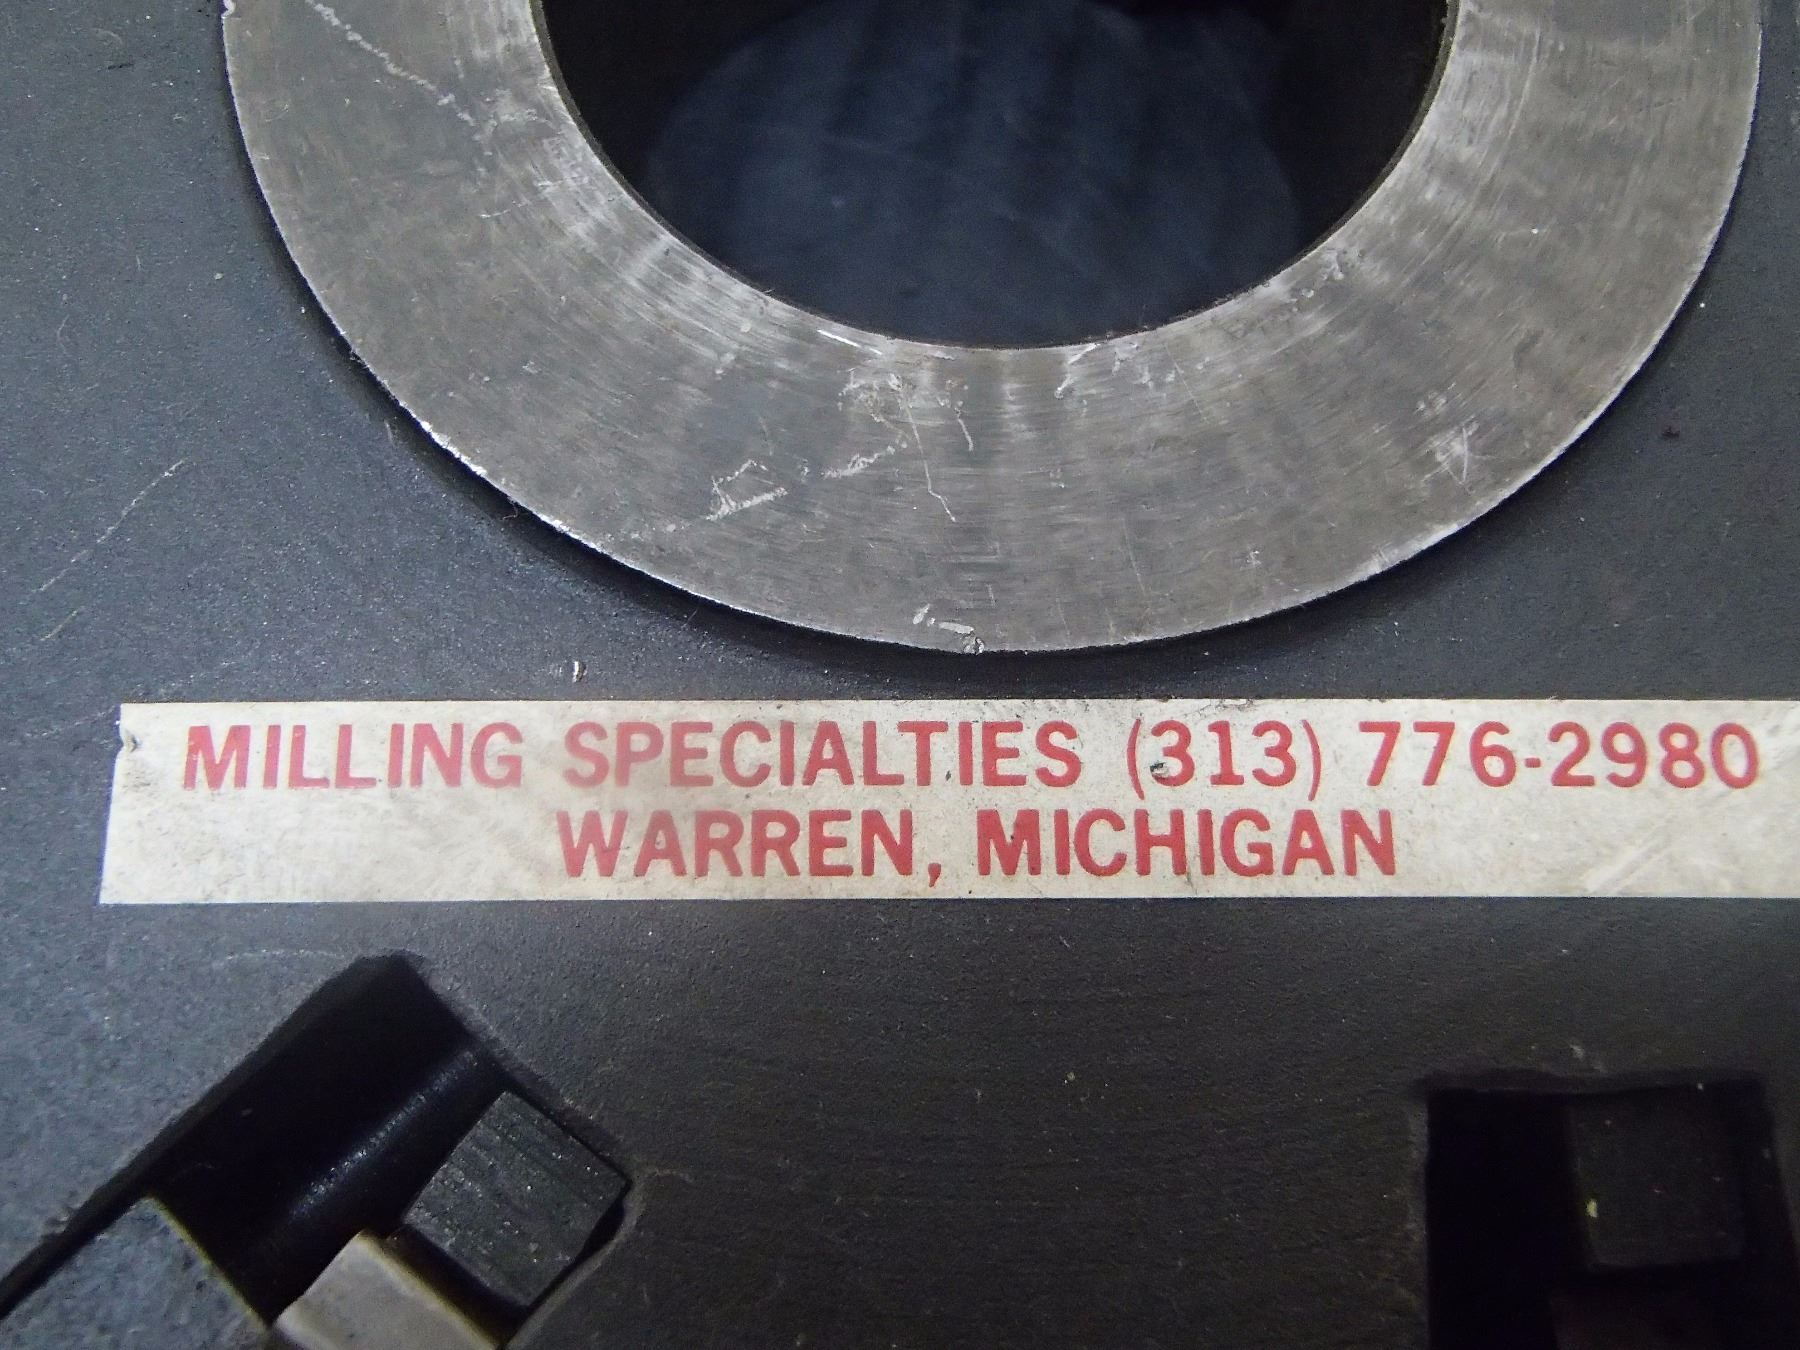 MILLING SPECIALTIES (313) 776-2980
WARREN, MICHIGAN